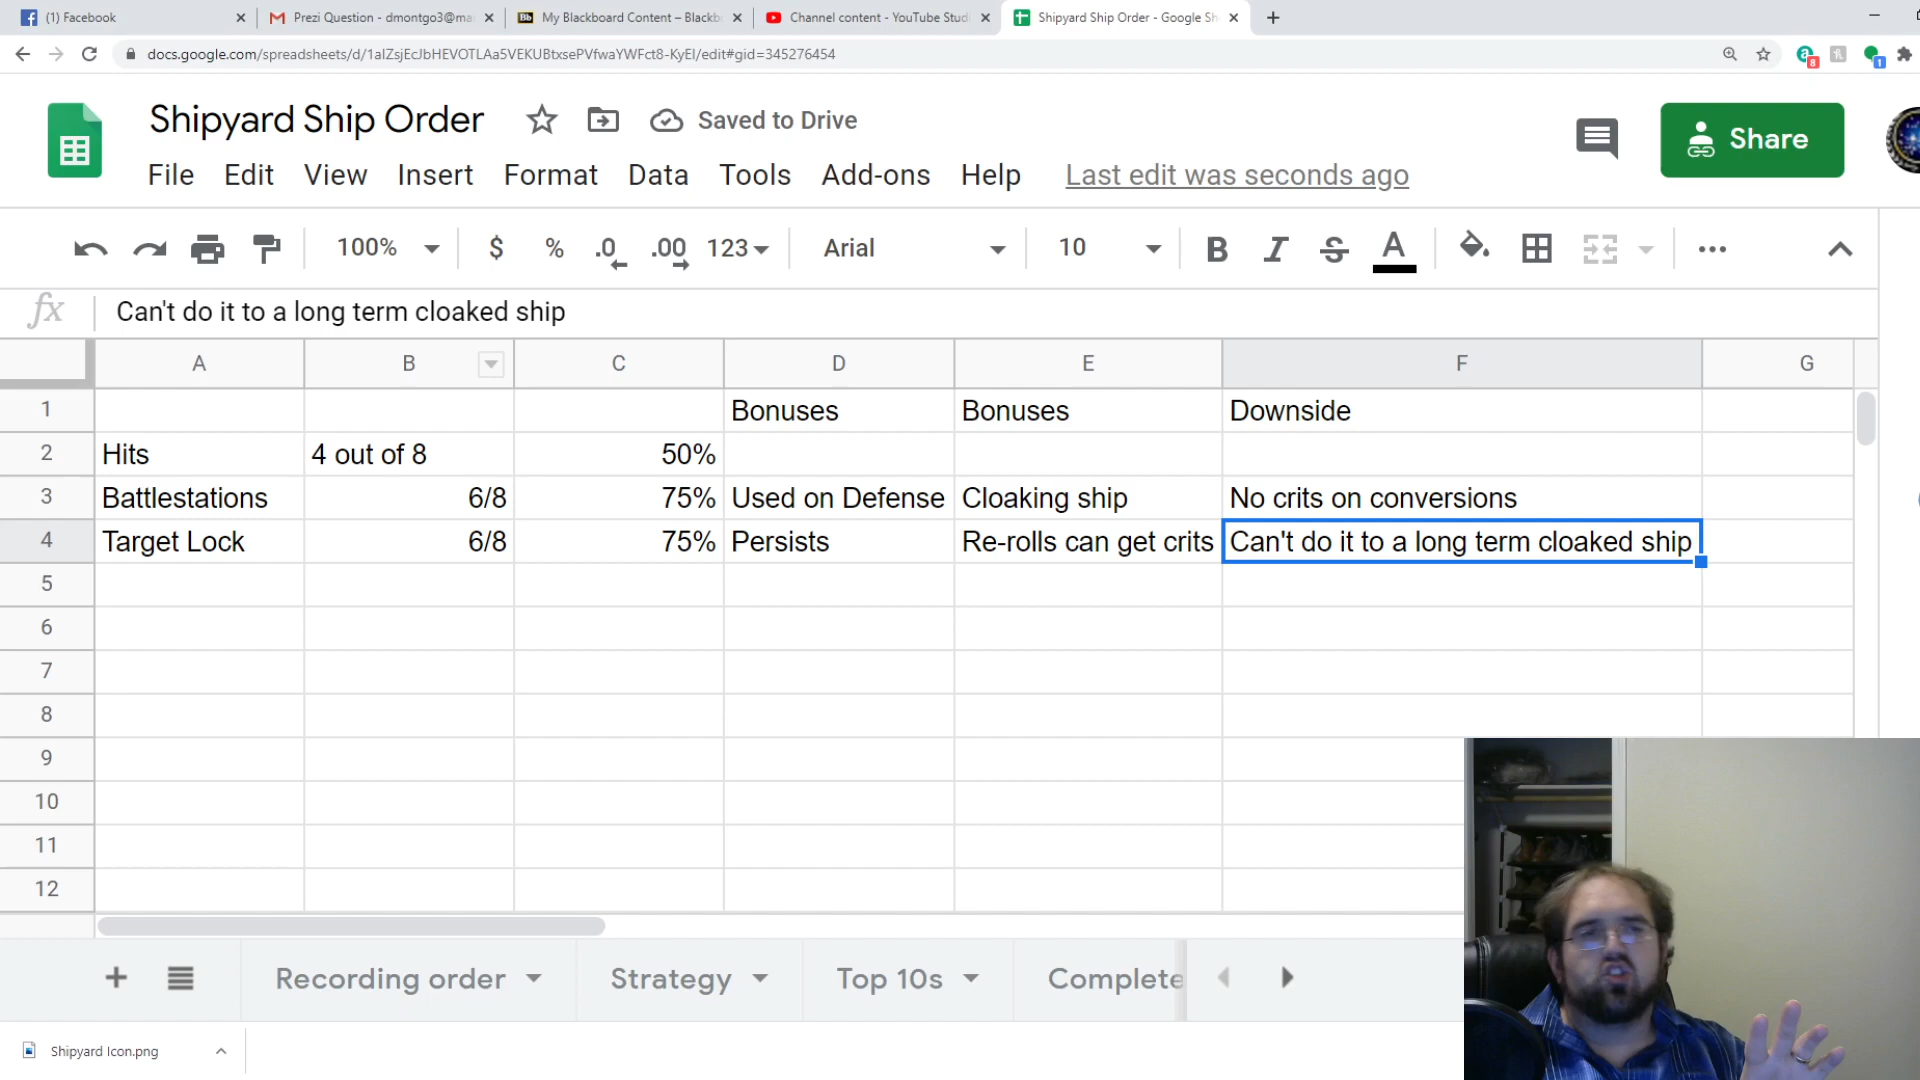 (1) Facebook
Prezi Question - dmontgo3@ma
My Blackboard Content – Blackb
Channel content - YouTube Studi
Shipyard Ship Order - Google Sh
docs.google.com/spreadsheets/d/1aIZsjEcJbHEVOTLAa5VEKUBtxsePVfwaYWFct8-KyEI/edit#gid=345276454
8
1
Shipyard Ship Order
Saved to Drive
Share
File Edit View Insert Format Data Tools Add-ons Help Last edit was seconds ago
100% $ % .0 .00 123 Arial 10 B I S A
fx Can't do it to a long term cloaked ship
A B C D E F G
1 Bonuses Bonuses Downside
2 Hits 4 out of 8 50%
3 Battlestations 6/8 75% Used on Defense Cloaking ship No crits on conversions
4 Target Lock 6/8 75% Persists Re-rolls can get crits Can't do it to a long term cloaked ship
5
6
7
8
9
10
11
12
Recording order Strategy Top 10s Complete
Shipyard Icon.png